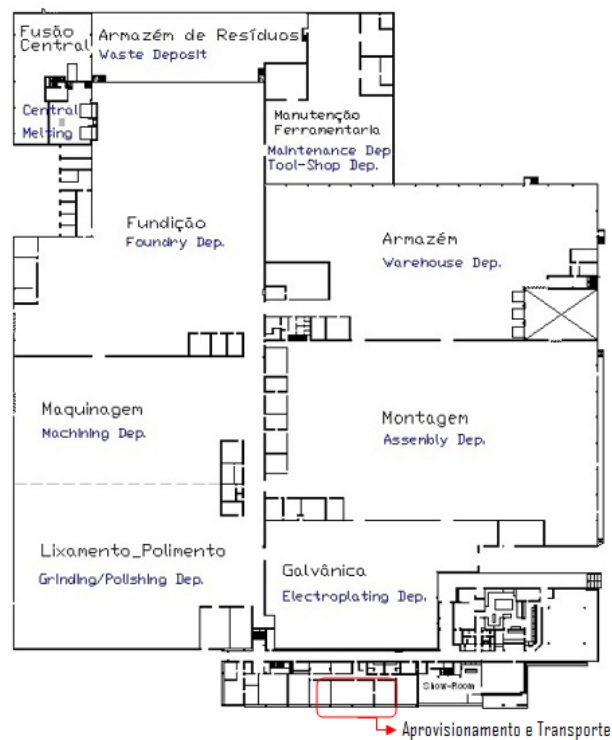 Fusão
Central
Armazém de Resíduos
Waste Deposit
Central
Melting
Manutenção
Ferramentaria
Maintenance Dep
Tool-Shop Dep.
Fundição
Foundry Dep.
Armazém
Warehouse Dep.
Maquinagem
Machining Dep.
Montagem
Assembly Dep.
Lixamento_Polimento
Grinding/Polishing Dep.
Galvânica
Electroplating Dep.
Show-Room
Aprovisionamento e Transporte